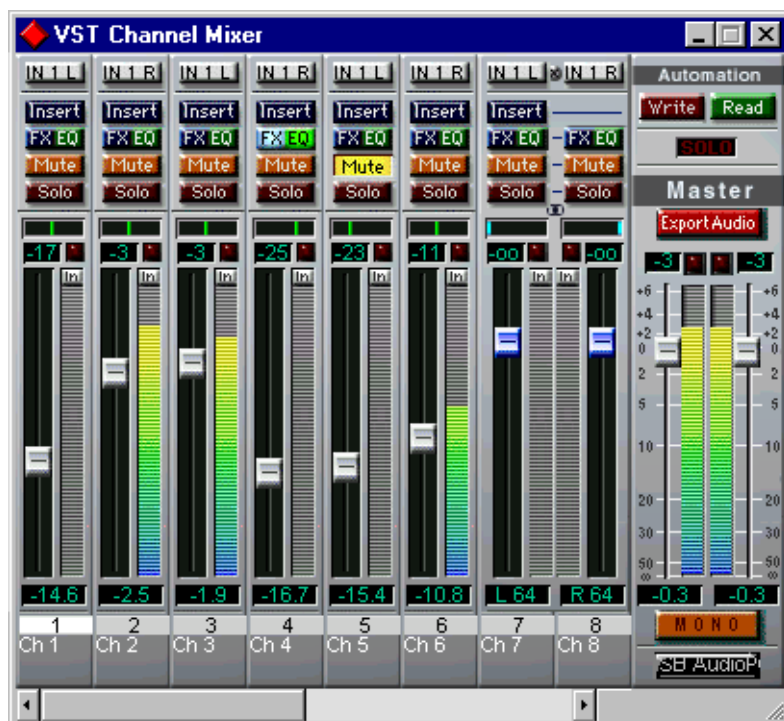 VST Channel Mixer
IN 1 L IN 1 R IN 1 L IN 1 R IN 1 L IN 1 R IN 1 L IN 1 R Automation
Insert Insert Insert Insert Insert Insert Insert Write Read
FX EQ FX EQ FX EQ FX EQ FX EQ FX EQ FX EQ FX EQ
Mute Mute Mute Mute Mute Mute Mute Mute SOLO
Solo Solo Solo Solo Solo Solo Solo Solo Master
Export Audio
-17 -3 -3 -25 -23 -11 -oo -oo -3 -3
In In In In In In In In
+6 +6
+4 +4
+2 +2
0 0
2 2
5 5
10 10
20 20
30 30
50 50
∞ ∞
-14.6 -2.5 -1.9 -16.7 -15.4 -10.8 L 64 R 64 -0.3 -0.3
1 2 3 4 5 6 7 8 MONO
Ch 1 Ch 2 Ch 3 Ch 4 Ch 5 Ch 6 Ch 7 Ch 8
SB AudioP